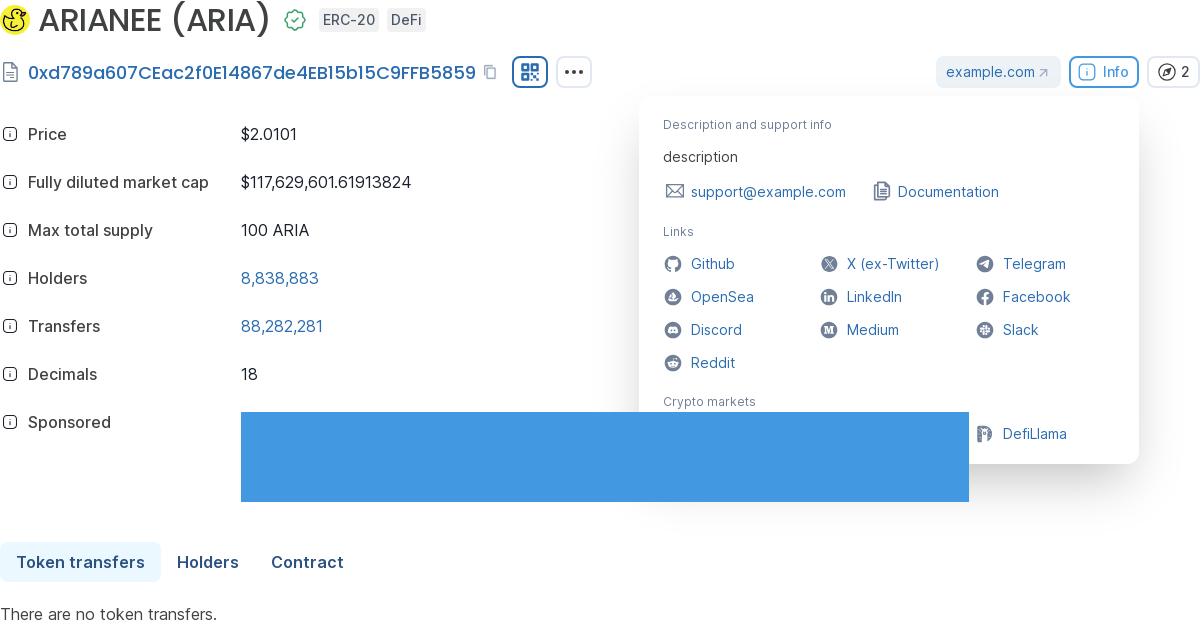 ARIANEE (ARIA) ERC-20 DeFi
0xd789a607CEac2f0E14867de4EB15b15C9FFB5859 example.com Info 2
Price $2.0101
Fully diluted market cap $117,629,601.61913824
Max total supply 100 ARIA
Holders 8,838,883
Transfers 88,282,281
Decimals 18
Sponsored
Description and support info
description
support@example.com Documentation
Links
Github X (ex-Twitter) Telegram
OpenSea LinkedIn Facebook
Discord Medium Slack
Reddit
Crypto markets
DefiLlama
Token transfers Holders Contract
There are no token transfers.